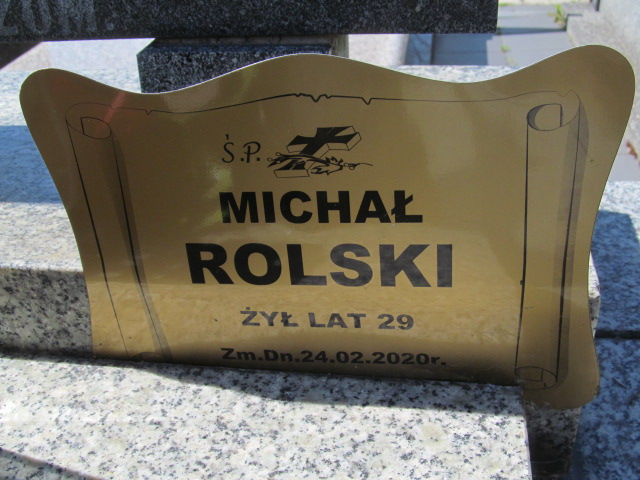 Ś.P.
MICHAŁ
ROLSKI
ŻYŁ LAT 29
Zm.Dn.24.02.2020r.